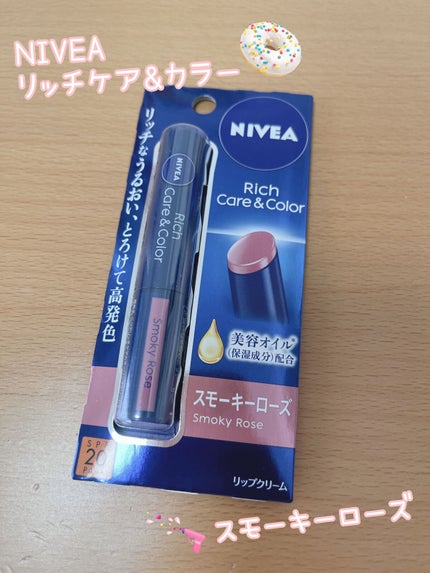 NIVEA
リッチケア&カラー
NIVEA
Rich
Care & Color
リッチなうるおい、とろけて高発色
NIVEA
Rich
Care & Color
Smoky Rose
美容オイル*
(保湿成分)配合
スモーキーローズ
Smoky Rose
SPF
20
リップクリーム
スモーキーローズ